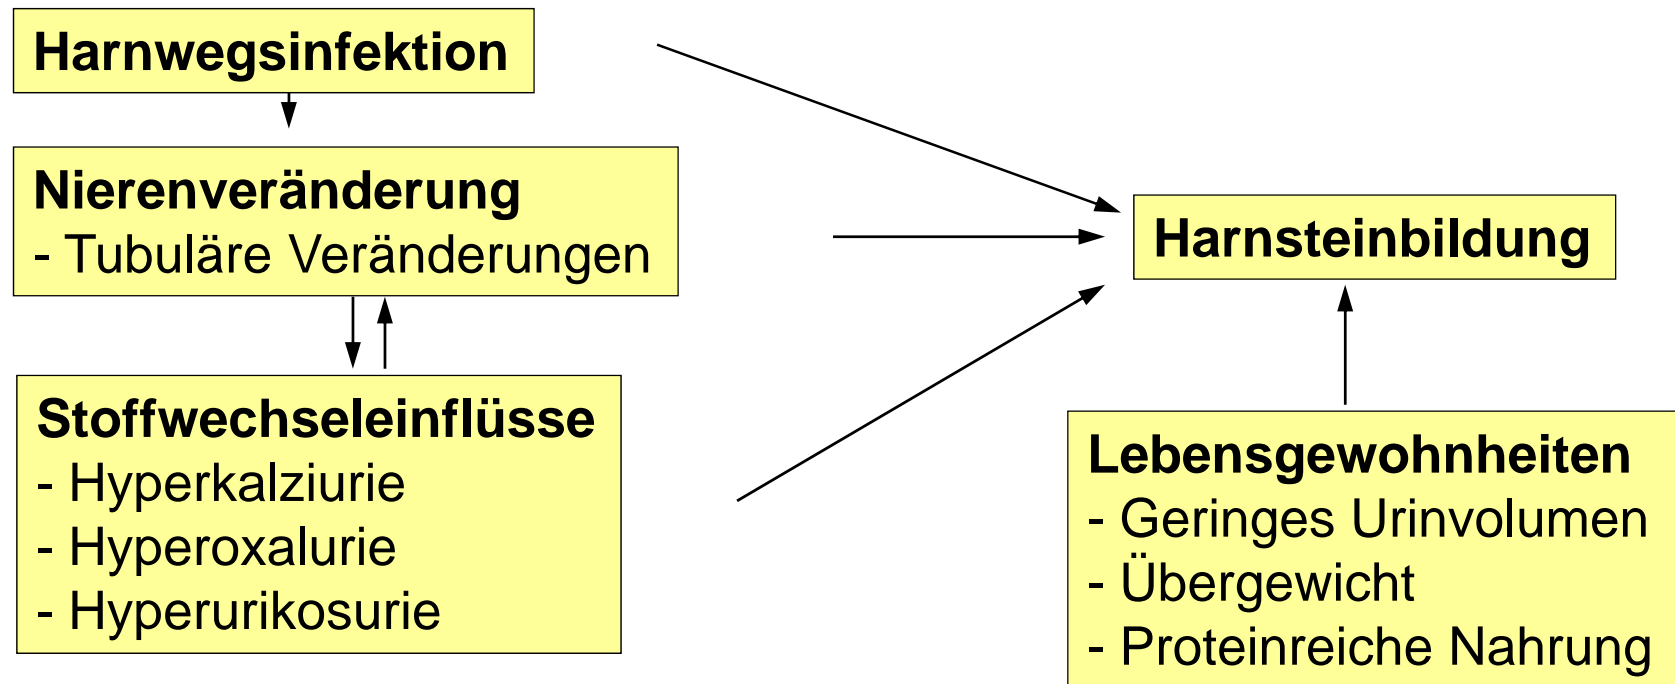 Harnwegsinfektion
Nierenveränderung
- Tubuläre Veränderungen
Harnsteinbildung
Stoffwechseleinflüsse
- Hyperkalziurie
- Hyperoxalurie
- Hyperurikosurie
Lebensgewohnheiten
- Geringes Urinvolumen
- Übergewicht
- Proteinreiche Nahrung